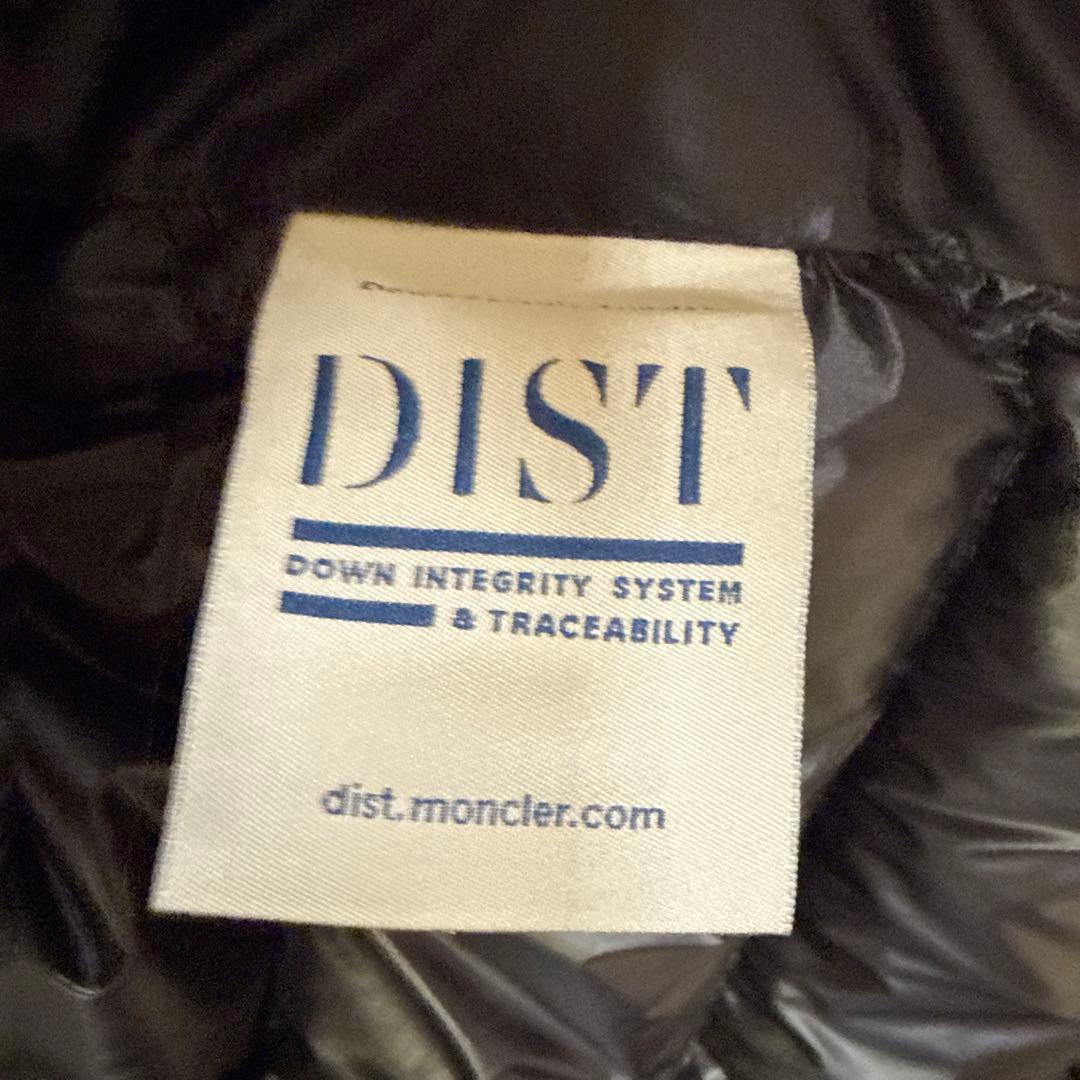 DIST
DOWN INTEGRITY SYSTEM
& TRACEABILITY
dist.moncler.com